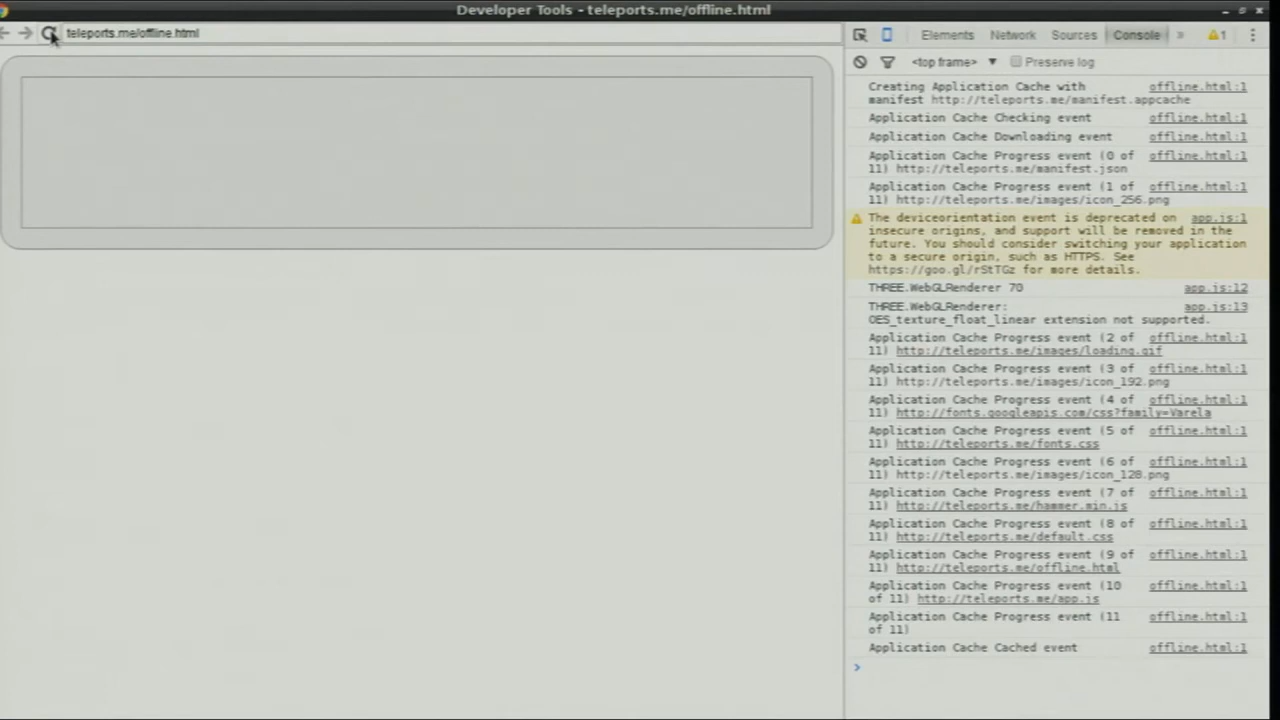 Developer Tools - teleports.me/offline.html
teleports.me/offline.html
Elements Network Sources Console » 1
<top frame> ▼ Preserve log
Creating Application Cache with offline.html:1
manifest http://teleports.me/manifest.appcache
Application Cache Checking event offline.html:1
Application Cache Downloading event offline.html:1
Application Cache Progress event (0 of offline.html:1
11) http://teleports.me/manifest.json
Application Cache Progress event (1 of offline.html:1
11) http://teleports.me/images/icon_256.png
The deviceorientation event is deprecated on app.js:1
insecure origins, and support will be removed in the
future. You should consider switching your application
to a secure origin, such as HTTPS. See
https://goo.gl/rStTGz for more details.
THREE.WebGLRenderer 70 app.js:12
THREE.WebGLRenderer: app.js:13
OES_texture_float_linear extension not supported.
Application Cache Progress event (2 of offline.html:1
11) http://teleports.me/images/loading.gif
Application Cache Progress event (3 of offline.html:1
11) http://teleports.me/images/icon_192.png
Application Cache Progress event (4 of offline.html:1
11) http://fonts.googleapis.com/css?family=Varela
Application Cache Progress event (5 of offline.html:1
11) http://teleports.me/fonts.css
Application Cache Progress event (6 of offline.html:1
11) http://teleports.me/images/icon_128.png
Application Cache Progress event (7 of offline.html:1
11) http://teleports.me/hammer.min.js
Application Cache Progress event (8 of offline.html:1
11) http://teleports.me/default.css
Application Cache Progress event (9 of offline.html:1
11) http://teleports.me/offline.html
Application Cache Progress event (10 offline.html:1
of 11) http://teleports.me/app.js
Application Cache Progress event (11 offline.html:1
of 11)
Application Cache Cached event offline.html:1
>